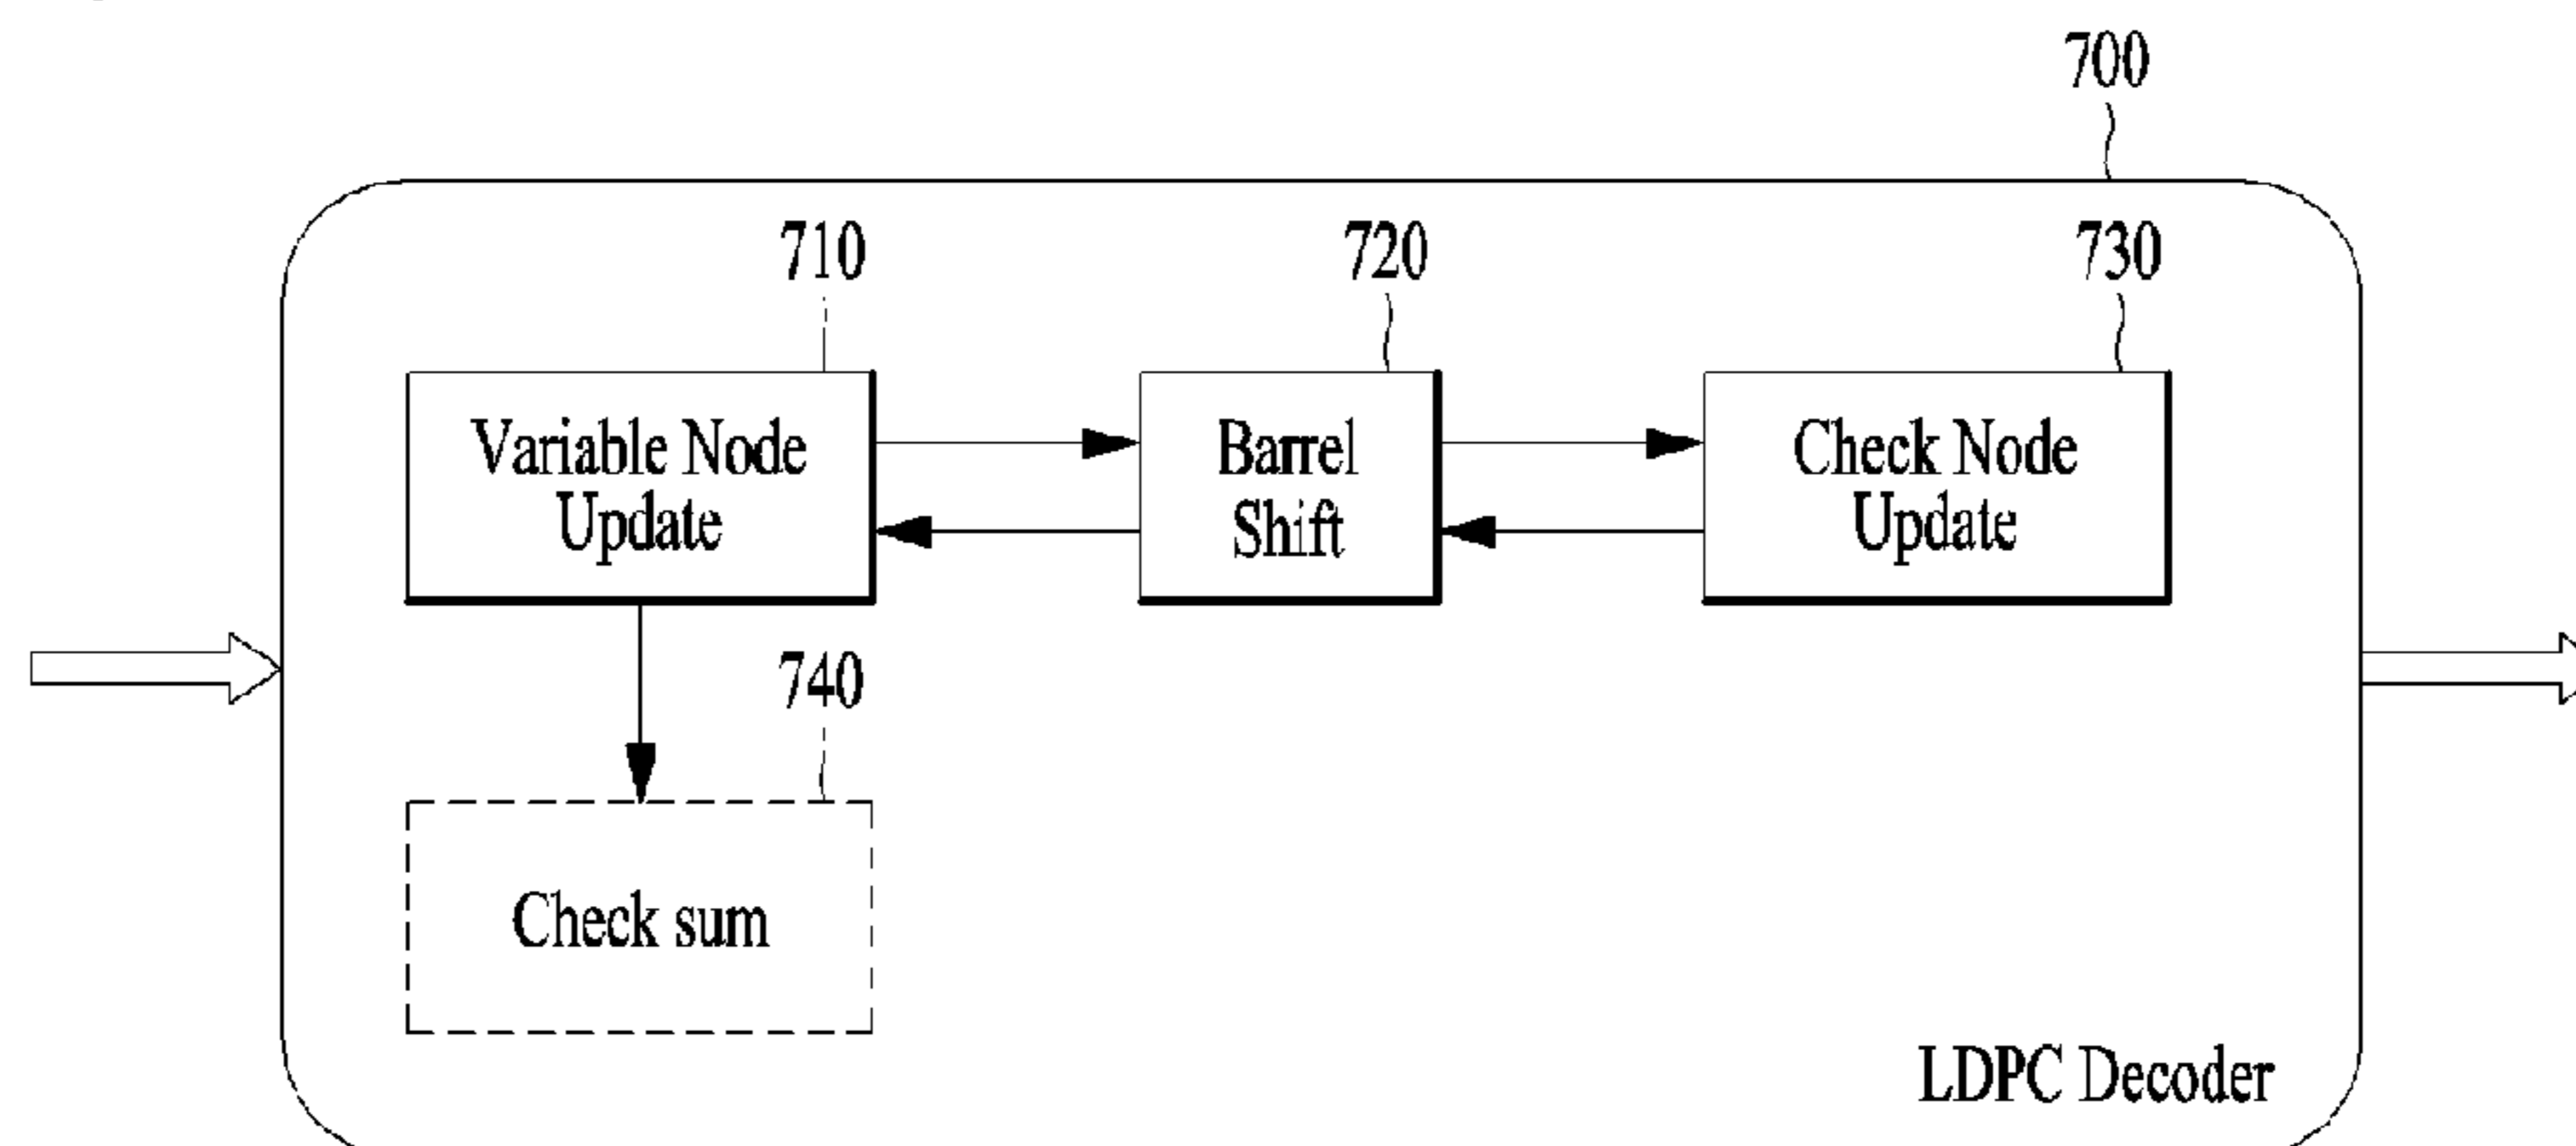 700
710
720
730
Variable Node
Update
Barrel
Shift
Check Node
Update
740
Check sum
LDPC Decoder